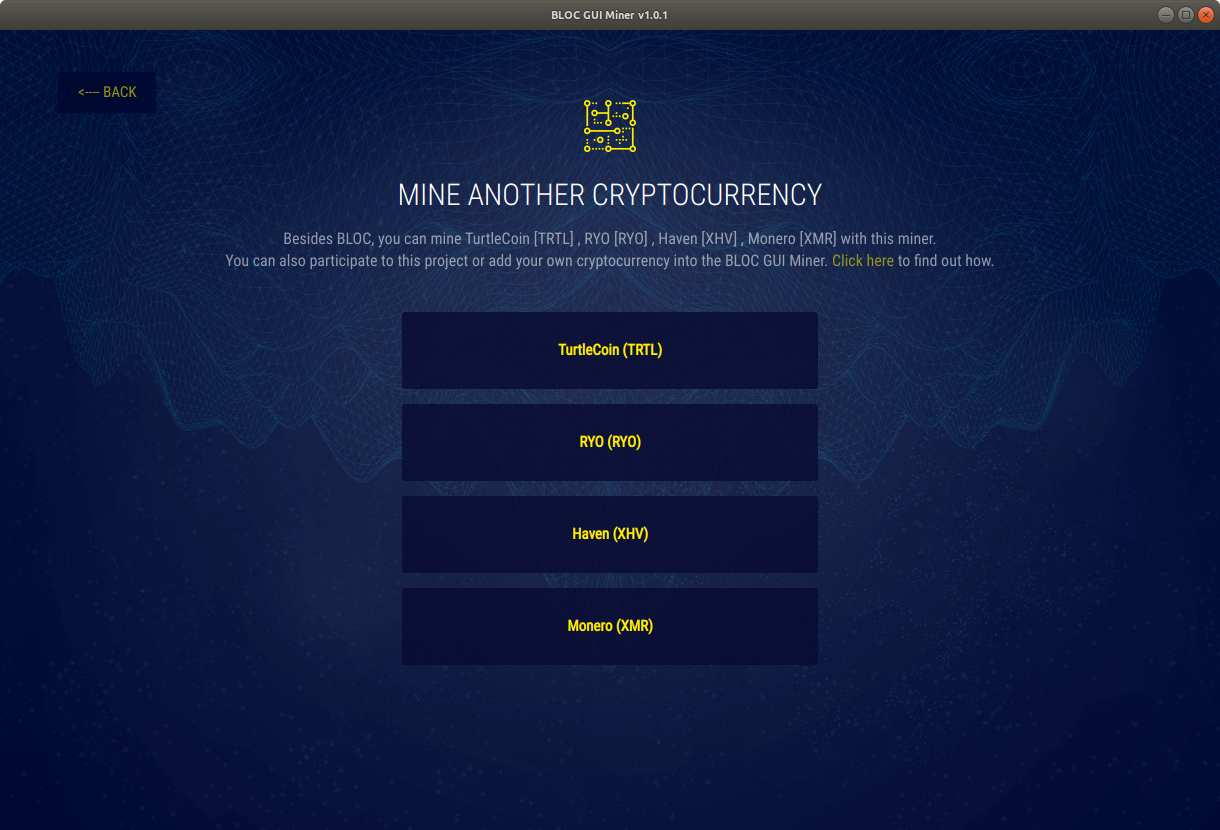 BLOC GUI Miner v1.0.1
<---- BACK
MINE ANOTHER CRYPTOCURRENCY
Besides BLOC, you can mine TurtleCoin [TRTL] , RYO [RYO] , Haven [XHV] , Monero [XMR] with this miner.
You can also participate to this project or add your own cryptocurrency into the BLOC GUI Miner. Click here to find out how.
TurtleCoin (TRTL)
RYO (RYO)
Haven (XHV)
Monero (XMR)